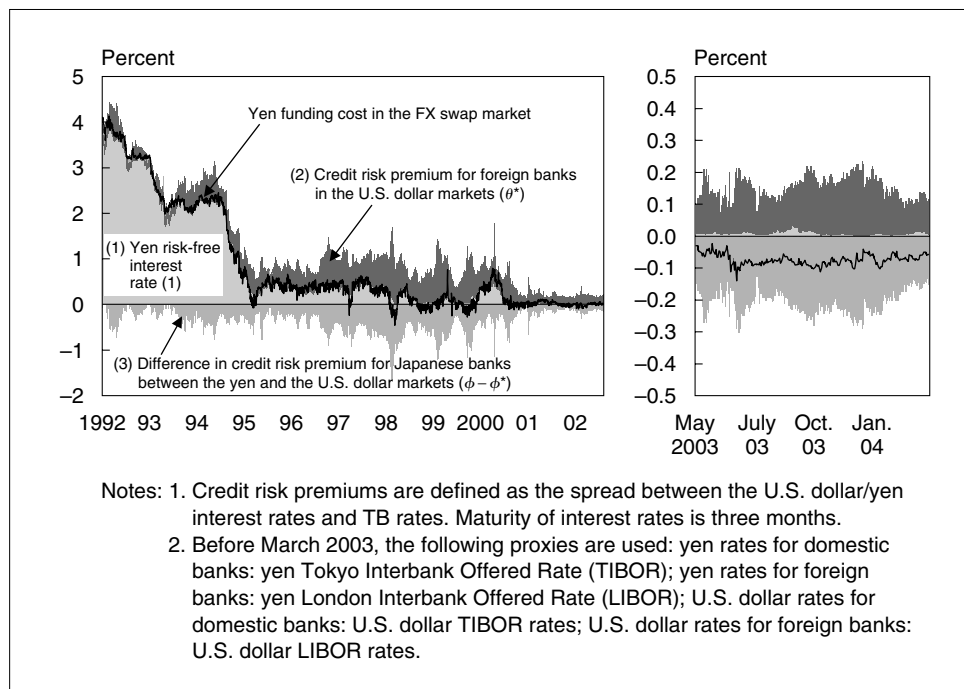 Percent
5
4
3
2
1
0
−1
−2
Yen funding cost in the FX swap market
(2) Credit risk premium for foreign banks
in the U.S. dollar markets (θ*)
(1) Yen risk-free
interest
rate (1)
(3) Difference in credit risk premium for Japanese banks
between the yen and the U.S. dollar markets (ϕ − ϕ*)
1992 93 94 95 96 97 98 99 2000 01 02
Percent
0.5
0.4
0.3
0.2
0.1
0.0
−0.1
−0.2
−0.3
−0.4
−0.5
May July Oct. Jan.
2003 03 03 04
Notes: 1. Credit risk premiums are defined as the spread between the U.S. dollar/yen
interest rates and TB rates. Maturity of interest rates is three months.
2. Before March 2003, the following proxies are used: yen rates for domestic
banks: yen Tokyo Interbank Offered Rate (TIBOR); yen rates for foreign
banks: yen London Interbank Offered Rate (LIBOR); U.S. dollar rates for
domestic banks: U.S. dollar TIBOR rates; U.S. dollar rates for foreign banks:
U.S. dollar LIBOR rates.